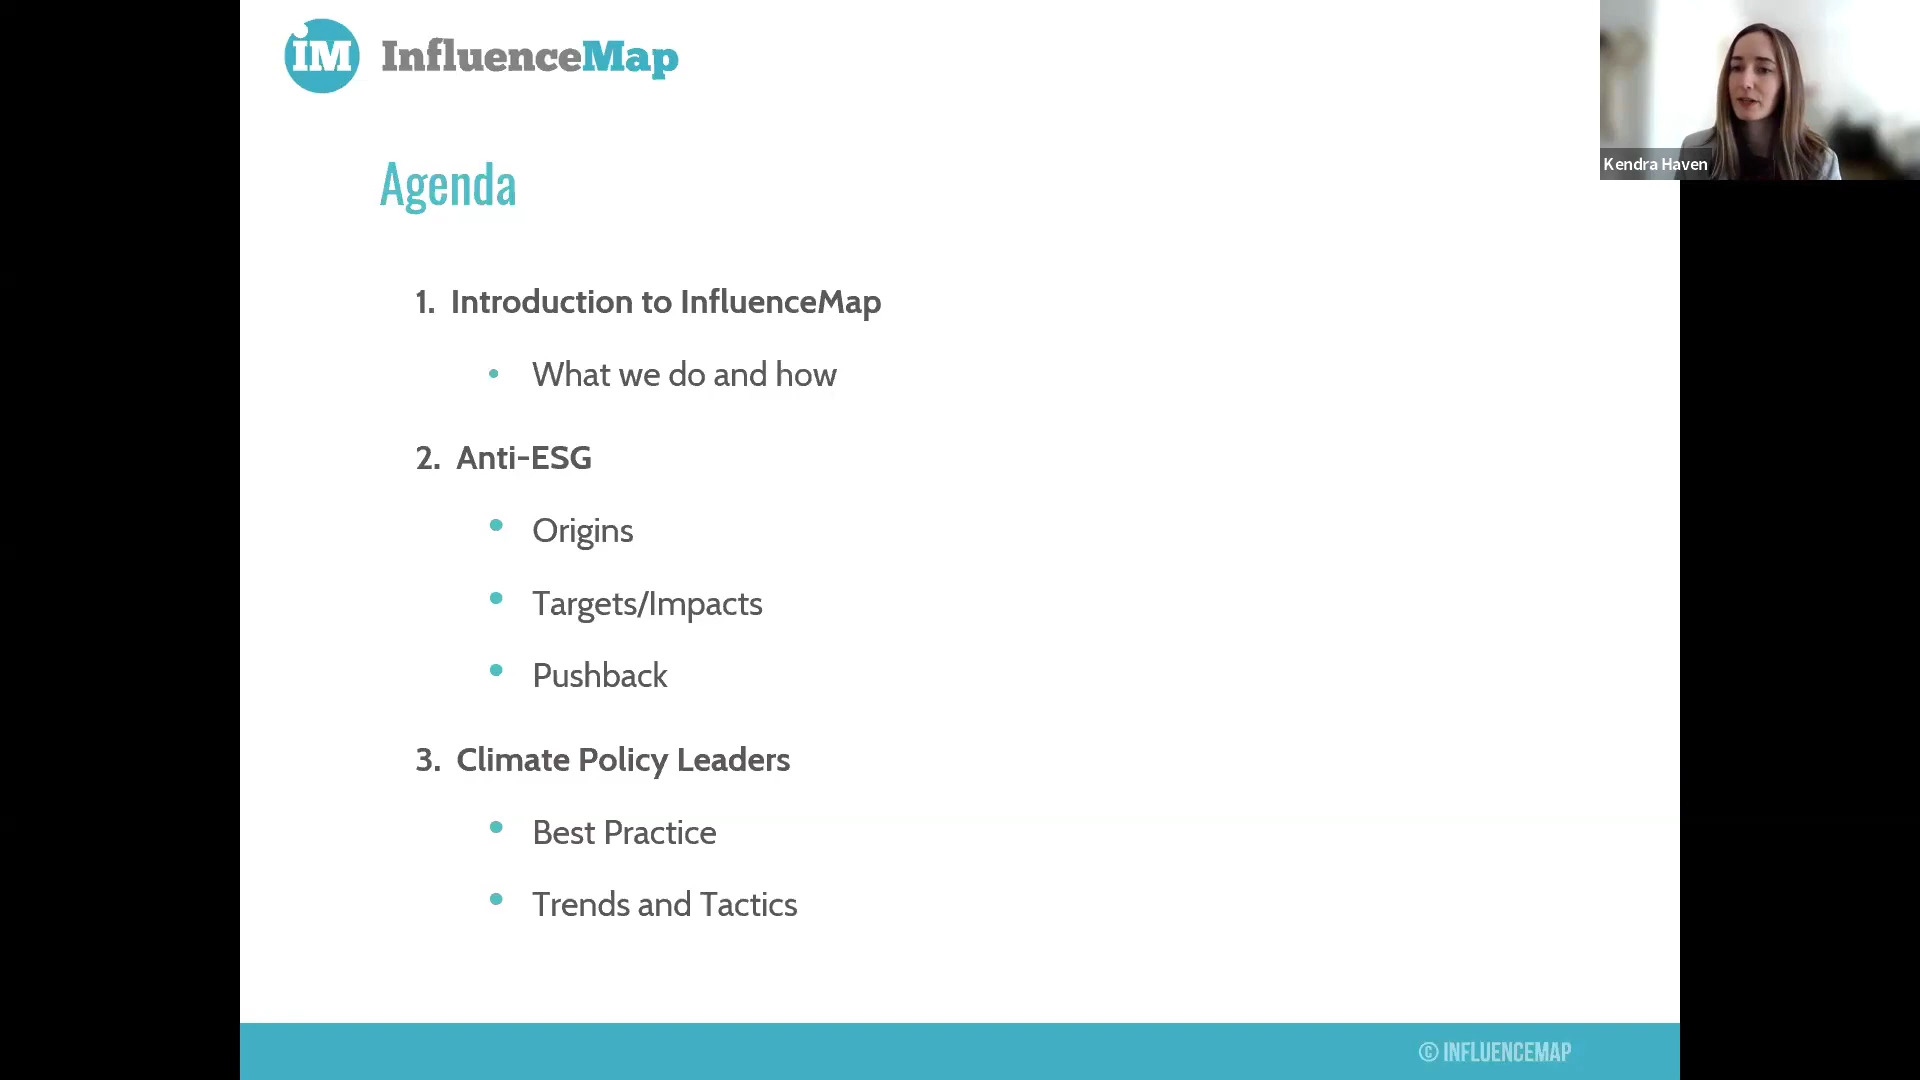 iM InfluenceMap
Kendra Haven
Agenda
1. Introduction to InfluenceMap
• What we do and how
2. Anti-ESG
• Origins
• Targets/Impacts
• Pushback
3. Climate Policy Leaders
• Best Practice
• Trends and Tactics
© INFLUENCEMAP